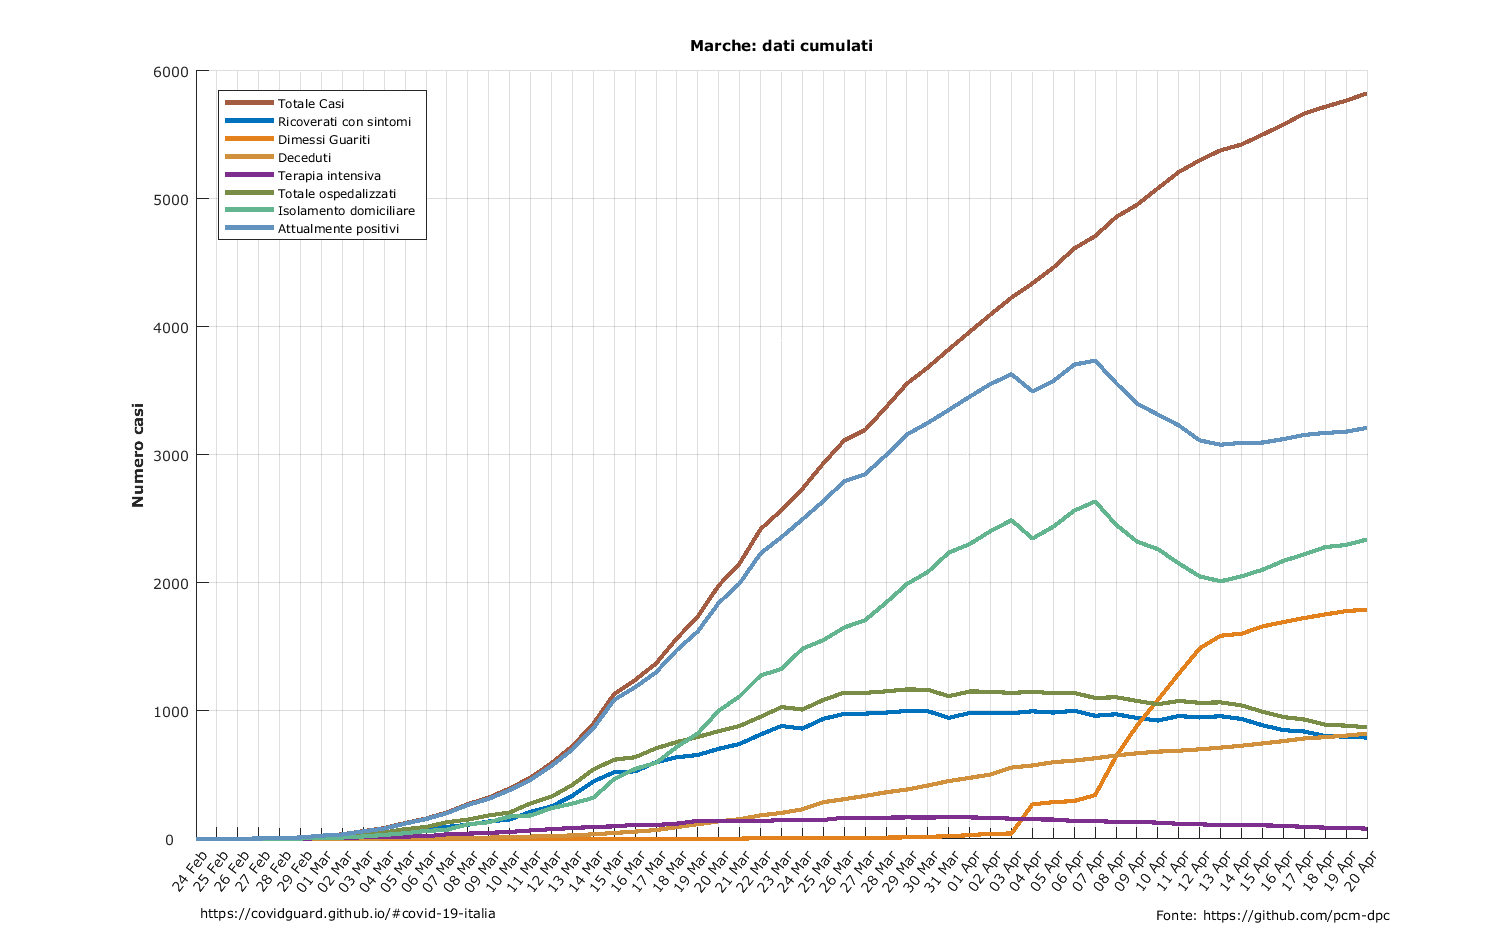 Marche: dati cumulati
6000
5000
4000
3000
2000
1000
0
Numero casi
Totale Casi
Ricoverati con sintomi
Dimessi Guariti
Deceduti
Terapia intensiva
Totale ospedalizzati
Isolamento domiciliare
Attualmente positivi
24 Feb
25 Feb
26 Feb
27 Feb
28 Feb
29 Feb
01 Mar
02 Mar
03 Mar
04 Mar
05 Mar
06 Mar
07 Mar
08 Mar
09 Mar
10 Mar
11 Mar
12 Mar
13 Mar
14 Mar
15 Mar
16 Mar
17 Mar
18 Mar
19 Mar
20 Mar
21 Mar
22 Mar
23 Mar
24 Mar
25 Mar
26 Mar
27 Mar
28 Mar
29 Mar
30 Mar
31 Mar
01 Apr
02 Apr
03 Apr
04 Apr
05 Apr
06 Apr
07 Apr
08 Apr
09 Apr
10 Apr
11 Apr
12 Apr
13 Apr
14 Apr
15 Apr
16 Apr
17 Apr
18 Apr
19 Apr
20 Apr
https://covidguard.github.io/#covid-19-italia
Fonte: https://github.com/pcm-dpc